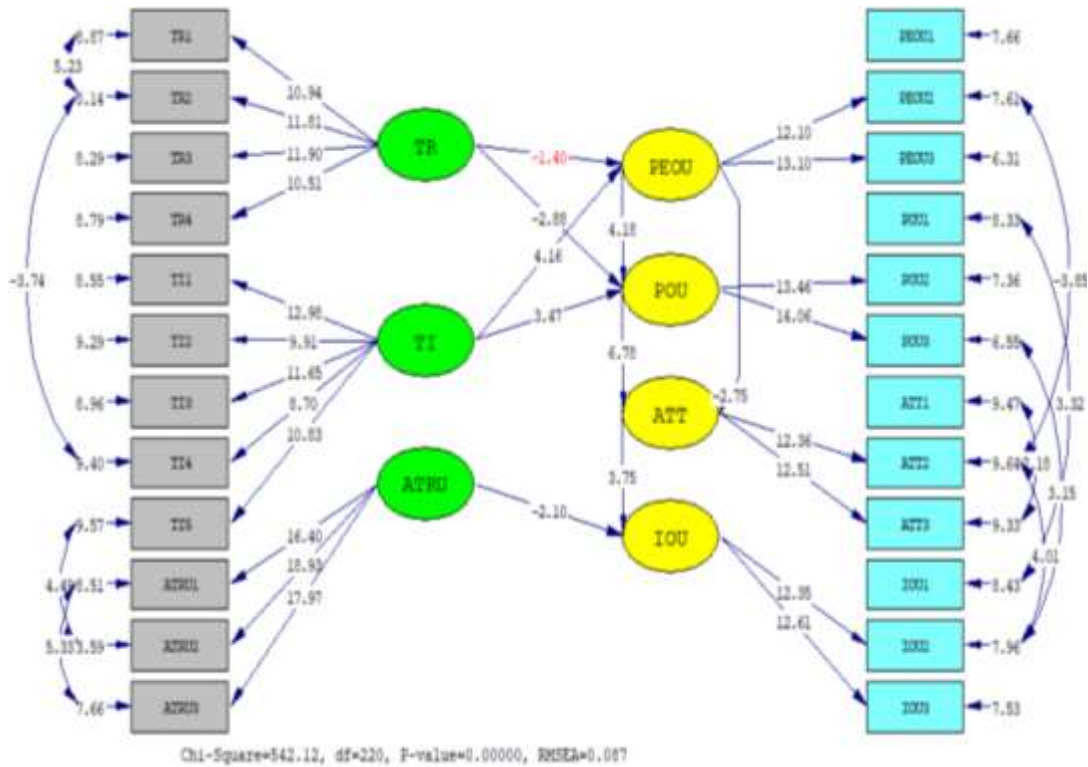 TR1
10.94
5.23
TR2
11.81
TR3
8.29
11.90
TR4
8.79
10.51
TI1
8.55
12.98
TI2
9.29
9.91
TI3
8.96
11.65
TI4
9.40
8.70
TI5
9.57
10.83
-3.74
ATRU1
16.40
ATRU2
18.93
5.33
ATRU3
7.66
17.97
TR
TI
ATRU
-1.40
-2.88
4.16
3.47
-2.10
PEOU
POU
ATT
IOU
4.18
6.78
3.75
-2.75
12.10
13.10
13.46
14.06
12.36
12.51
12.35
12.61
PEOU1
7.66
PEOU2
7.61
PEOU3
6.31
POU1
8.33
POU2
7.36
POU3
6.55
ATT1
9.47
ATT2
ATT3
9.33
IOU1
8.43
IOU2
7.96
IOU3
7.53
-3.85
3.32
3.15
4.01
Chi-Square=542.12, df=220, P-value=0.00000, RMSEA=0.087